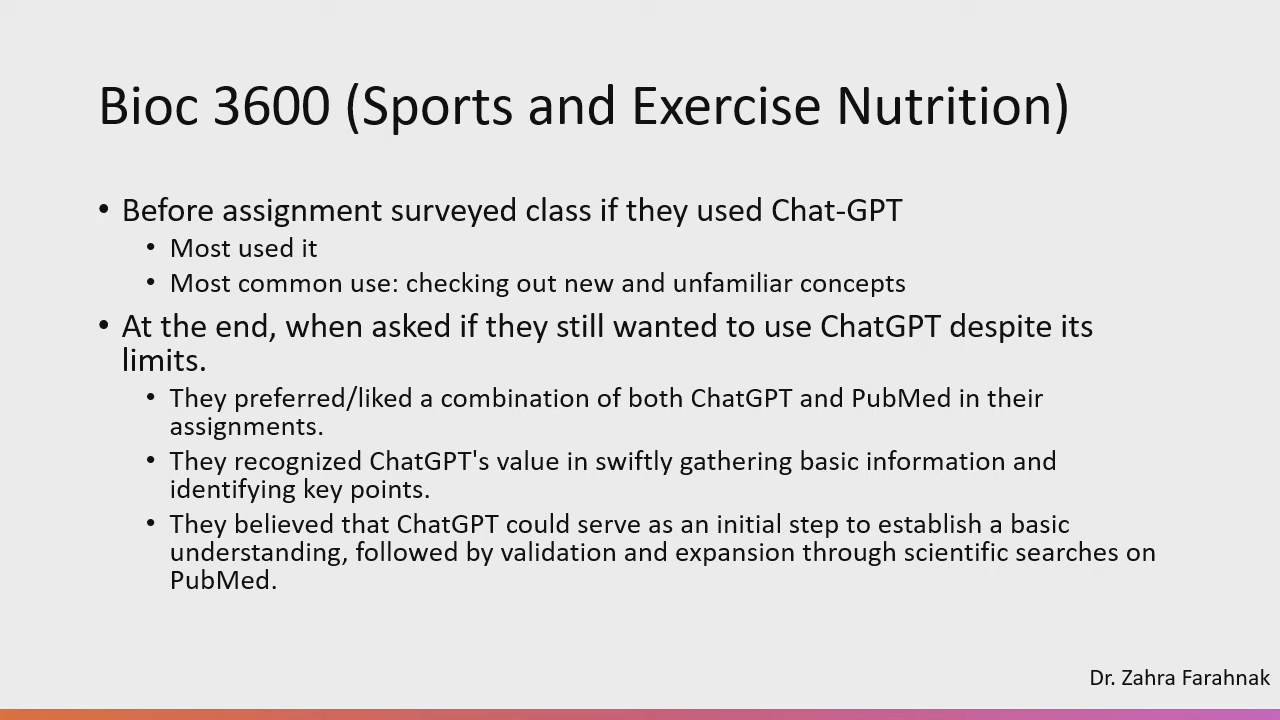 Bioc 3600 (Sports and Exercise Nutrition)
• Before assignment surveyed class if they used Chat-GPT
• Most used it
• Most common use: checking out new and unfamiliar concepts
• At the end, when asked if they still wanted to use ChatGPT despite its
limits.
• They preferred/liked a combination of both ChatGPT and PubMed in their
assignments.
• They recognized ChatGPT's value in swiftly gathering basic information and
identifying key points.
• They believed that ChatGPT could serve as an initial step to establish a basic
understanding, followed by validation and expansion through scientific searches on
PubMed.
Dr. Zahra Farahnak